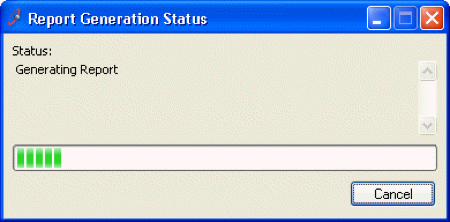 Report Generation Status
Status:
Generating Report
Cancel